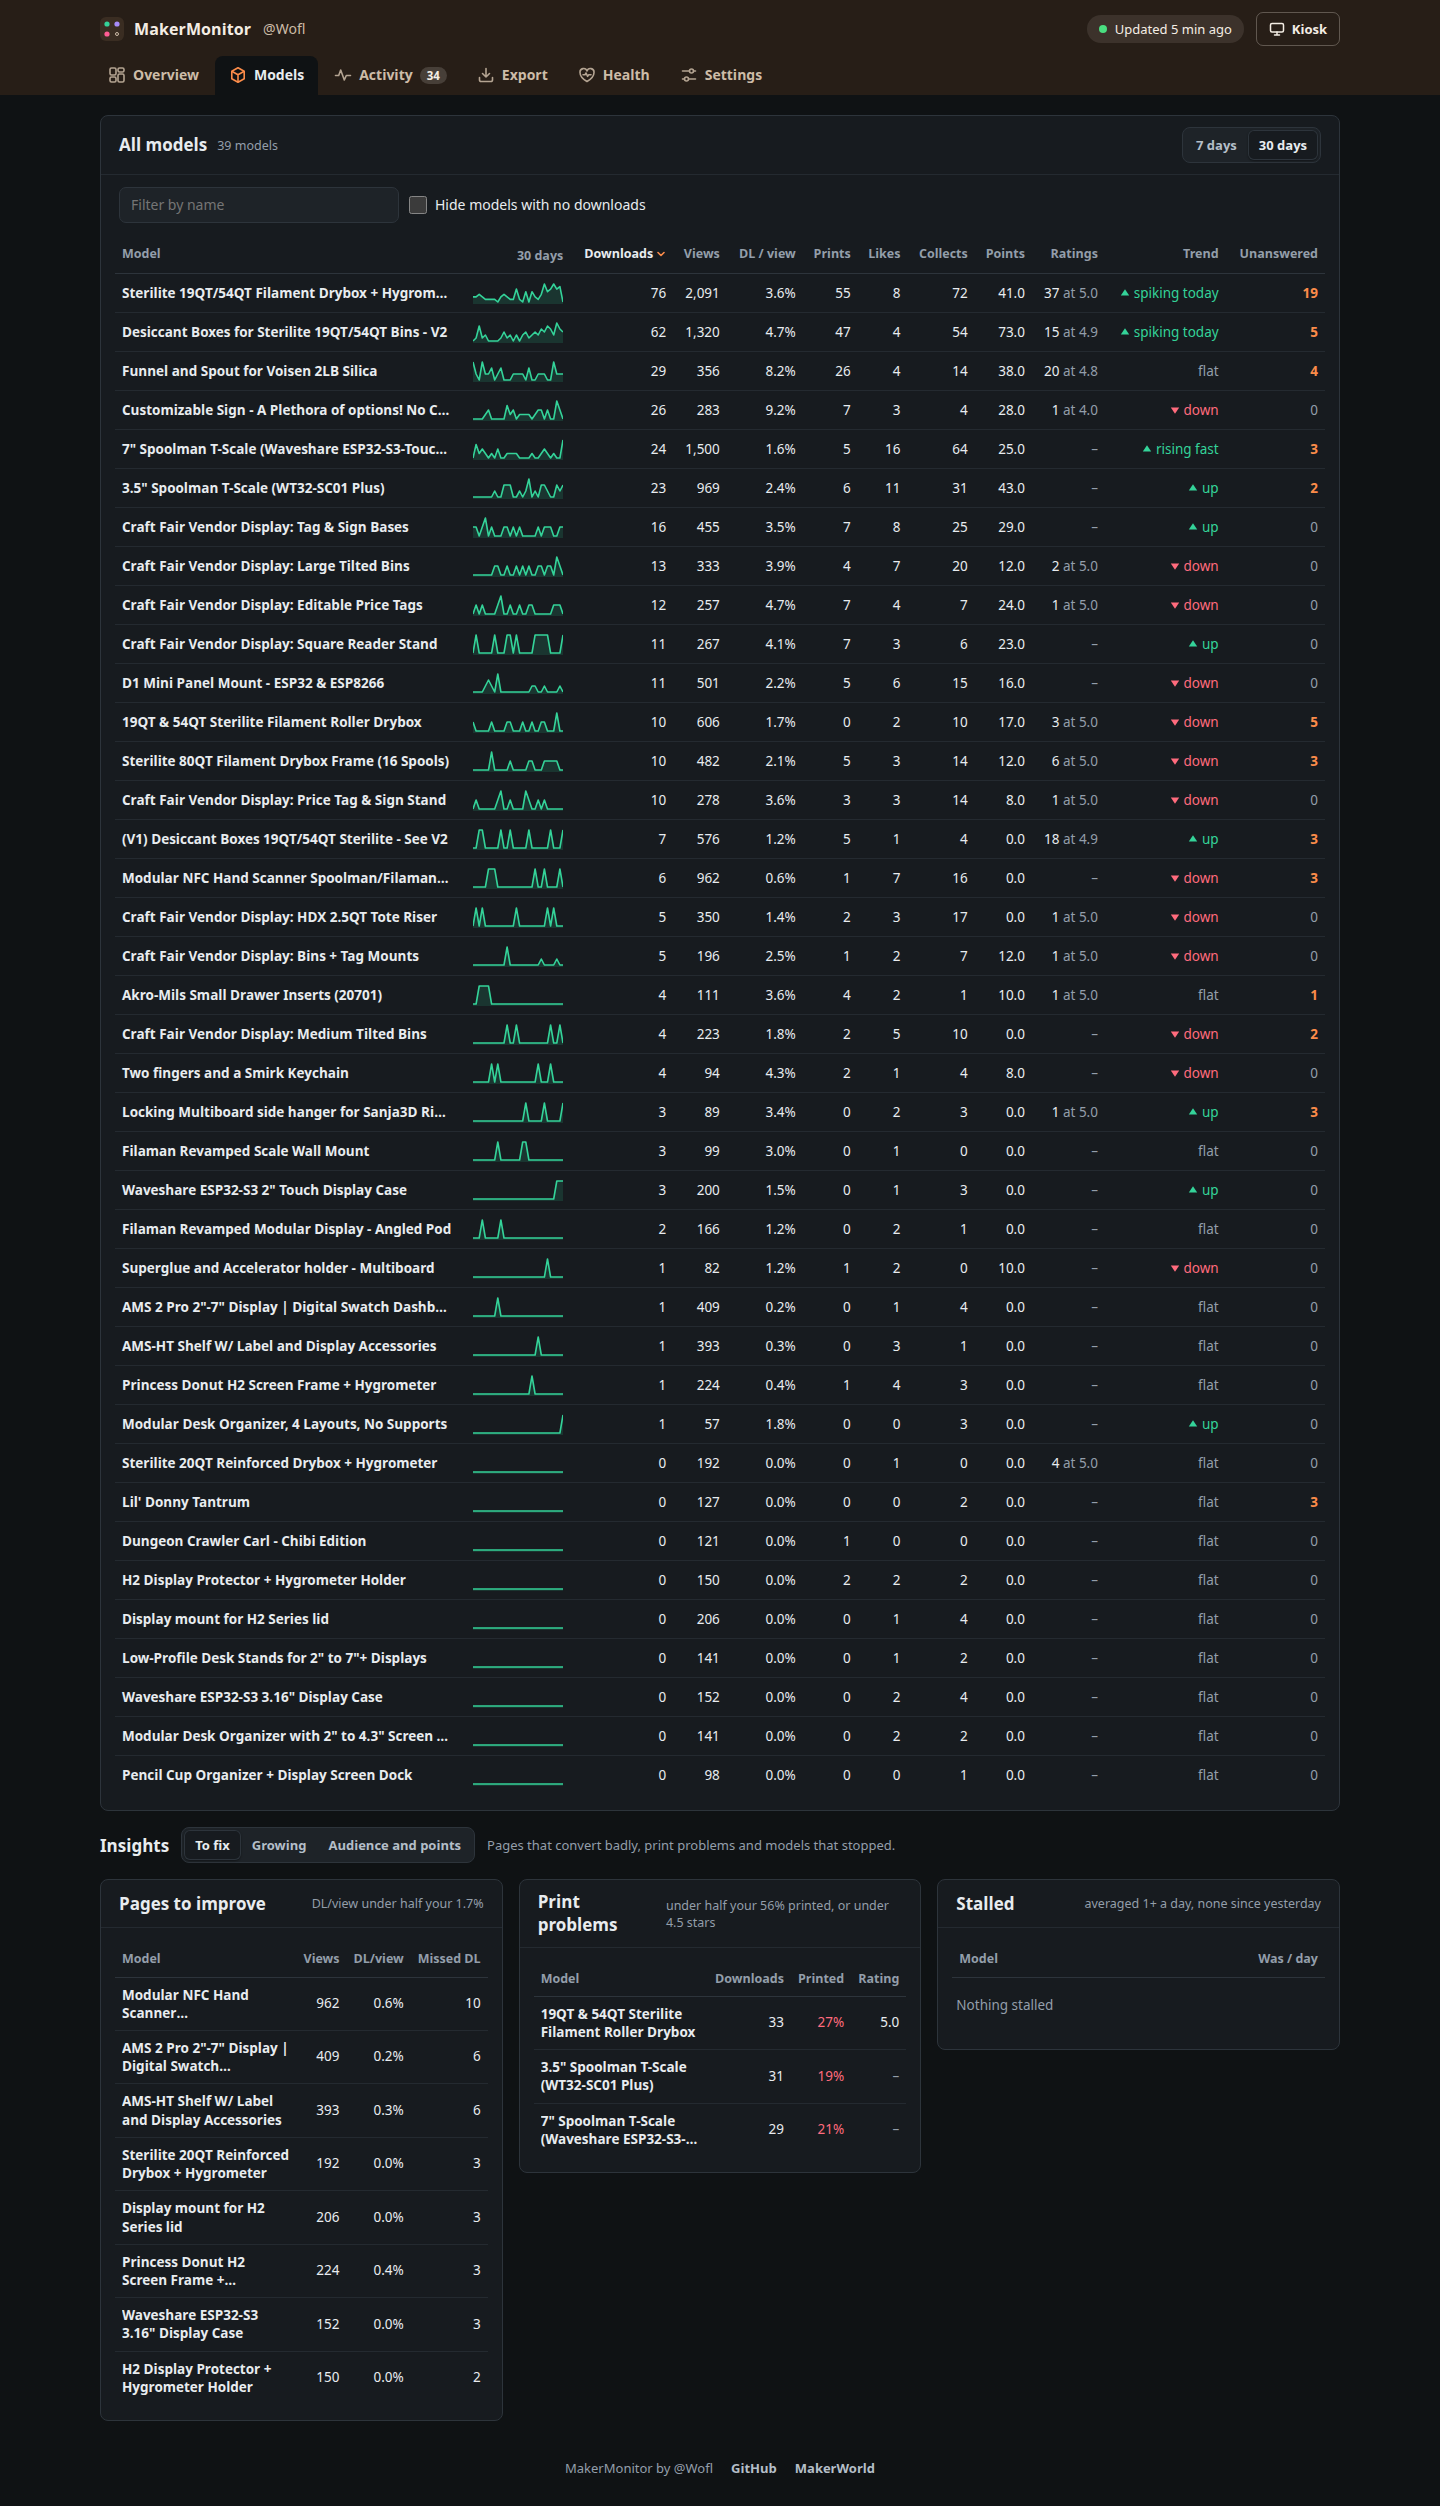 MakerMonitor @Wofl
Updated 5 min ago Kiosk
Overview Models Activity 34 Export Health Settings
All models 39 models 7 days 30 days
Filter by name Hide models with no downloads
Model 30 days Downloads Views DL / view Prints Likes Collects Points Ratings Trend Unanswered
Sterilite 19QT/54QT Filament Drybox + Hygrom... 76 2,091 3.6% 55 8 72 41.0 37 at 5.0 ▲ spiking today 19
Desiccant Boxes for Sterilite 19QT/54QT Bins - V2 62 1,320 4.7% 47 4 54 73.0 15 at 4.9 ▲ spiking today 5
Funnel and Spout for Voisen 2LB Silica 29 356 8.2% 26 4 14 38.0 20 at 4.8 flat 4
Customizable Sign - A Plethora of options! No C... 26 283 9.2% 7 3 4 28.0 1 at 4.0 ▼ down 0
7" Spoolman T-Scale (Waveshare ESP32-S3-Touc... 24 1,500 1.6% 5 16 64 25.0 – ▲ rising fast 3
3.5" Spoolman T-Scale (WT32-SC01 Plus) 23 969 2.4% 6 11 31 43.0 – ▲ up 2
Craft Fair Vendor Display: Tag & Sign Bases 16 455 3.5% 7 8 25 29.0 – ▲ up 0
Craft Fair Vendor Display: Large Tilted Bins 13 333 3.9% 4 7 20 12.0 2 at 5.0 ▼ down 0
Craft Fair Vendor Display: Editable Price Tags 12 257 4.7% 7 4 7 24.0 1 at 5.0 ▼ down 0
Craft Fair Vendor Display: Square Reader Stand 11 267 4.1% 7 3 6 23.0 – ▲ up 0
D1 Mini Panel Mount - ESP32 & ESP8266 11 501 2.2% 5 6 15 16.0 – ▼ down 0
19QT & 54QT Sterilite Filament Roller Drybox 10 606 1.7% 0 2 10 17.0 3 at 5.0 ▼ down 5
Sterilite 80QT Filament Drybox Frame (16 Spools) 10 482 2.1% 5 3 14 12.0 6 at 5.0 ▼ down 3
Craft Fair Vendor Display: Price Tag & Sign Stand 10 278 3.6% 3 3 14 8.0 1 at 5.0 ▼ down 0
(V1) Desiccant Boxes 19QT/54QT Sterilite - See V2 7 576 1.2% 5 1 4 0.0 18 at 4.9 ▲ up 3
Modular NFC Hand Scanner Spoolman/Filaman... 6 962 0.6% 1 7 16 0.0 – ▼ down 3
Craft Fair Vendor Display: HDX 2.5QT Tote Riser 5 350 1.4% 2 3 17 0.0 1 at 5.0 ▼ down 0
Craft Fair Vendor Display: Bins + Tag Mounts 5 196 2.5% 1 2 7 12.0 1 at 5.0 ▼ down 0
Akro-Mils Small Drawer Inserts (20701) 4 111 3.6% 4 2 1 10.0 1 at 5.0 flat 1
Craft Fair Vendor Display: Medium Tilted Bins 4 223 1.8% 2 5 10 0.0 – ▼ down 2
Two fingers and a Smirk Keychain 4 94 4.3% 2 1 4 8.0 – ▼ down 0
Locking Multiboard side hanger for Sanja3D Ri... 3 89 3.4% 0 2 3 0.0 1 at 5.0 ▲ up 3
Filaman Revamped Scale Wall Mount 3 99 3.0% 0 1 0 0.0 – flat 0
Waveshare ESP32-S3 2" Touch Display Case 3 200 1.5% 0 1 3 0.0 – ▲ up 0
Filaman Revamped Modular Display - Angled Pod 2 166 1.2% 0 2 1 0.0 – flat 0
Superglue and Accelerator holder - Multiboard 1 82 1.2% 1 2 0 10.0 – ▼ down 0
AMS 2 Pro 2"-7" Display | Digital Swatch Dashb... 1 409 0.2% 0 1 4 0.0 – flat 0
AMS-HT Shelf W/ Label and Display Accessories 1 393 0.3% 0 3 1 0.0 – flat 0
Princess Donut H2 Screen Frame + Hygrometer 1 224 0.4% 1 4 3 0.0 – flat 0
Modular Desk Organizer, 4 Layouts, No Supports 1 57 1.8% 0 0 3 0.0 – ▲ up 0
Sterilite 20QT Reinforced Drybox + Hygrometer 0 192 0.0% 0 1 0 0.0 4 at 5.0 flat 0
Lil' Donny Tantrum 0 127 0.0% 0 0 2 0.0 – flat 3
Dungeon Crawler Carl - Chibi Edition 0 121 0.0% 1 0 0 0.0 – flat 0
H2 Display Protector + Hygrometer Holder 0 150 0.0% 2 2 2 0.0 – flat 0
Display mount for H2 Series lid 0 206 0.0% 0 1 4 0.0 – flat 0
Low-Profile Desk Stands for 2" to 7"+ Displays 0 141 0.0% 0 1 2 0.0 – flat 0
Waveshare ESP32-S3 3.16" Display Case 0 152 0.0% 0 2 4 0.0 – flat 0
Modular Desk Organizer with 2" to 4.3" Screen ... 0 141 0.0% 0 2 2 0.0 – flat 0
Pencil Cup Organizer + Display Screen Dock 0 98 0.0% 0 0 1 0.0 – flat 0
Insights To fix Growing Audience and points Pages that convert badly, print problems and models that stopped.
Pages to improve DL/view under half your 1.7%
Model Views DL/view Missed DL
Modular NFC Hand
Scanner... 962 0.6% 10
AMS 2 Pro 2"-7" Display |
Digital Swatch... 409 0.2% 6
AMS-HT Shelf W/ Label
and Display Accessories 393 0.3% 6
Sterilite 20QT Reinforced
Drybox + Hygrometer 192 0.0% 3
Display mount for H2
Series lid 206 0.0% 3
Princess Donut H2
Screen Frame +... 224 0.4% 3
Waveshare ESP32-S3
3.16" Display Case 152 0.0% 3
H2 Display Protector +
Hygrometer Holder 150 0.0% 2
Print
problems
under half your 56% printed, or under
4.5 stars
Model Downloads Printed Rating
19QT & 54QT Sterilite
Filament Roller Drybox 33 27% 5.0
3.5" Spoolman T-Scale
(WT32-SC01 Plus) 31 19% –
7" Spoolman T-Scale
(Waveshare ESP32-S3-... 29 21% –
Stalled averaged 1+ a day, none since yesterday
Model Was / day
Nothing stalled
MakerMonitor by @Wofl GitHub MakerWorld